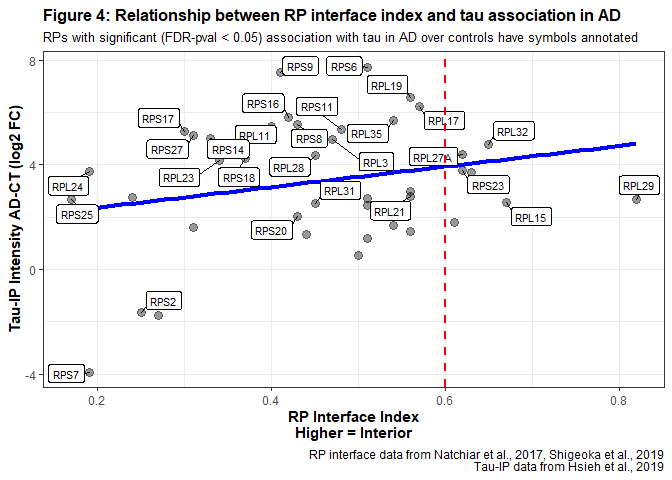 Figure 4: Relationship between RP interface index and tau association in AD
RPs with significant (FDR-pval < 0.05) association with tau in AD over controls have symbols annotated
Tau-IP Intensity AD-CT (log2 FC)
8
4
0
-4
RPS9
RPS6
RPL19
RPS16
RPS11
RPS17
RPL17
RPL11
RPS8
RPL35
RPL32
RPS27
RPS14
RPL27A
RPL3
RPL28
RPL23
RPS18
RPL24
RPS23
RPL29
RPL31
RPS25
RPL21
RPL15
RPS20
RPS2
RPS7
0.2
0.4
0.6
0.8
RP Interface Index
Higher = Interior
RP interface data from Natchiar et al., 2017, Shigeoka et al., 2019
Tau-IP data from Hsieh et al., 2019